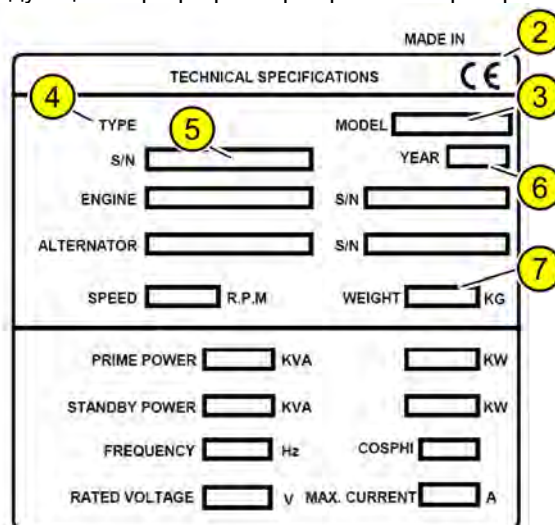 MADE IN 2
TECHNICAL SPECIFICATIONS CE
4 TYPE MODEL 3
S/N 5 YEAR 6
ENGINE S/N
ALTERNATOR S/N
SPEED R.P.M WEIGHT KG 7
PRIME POWER KVA KW
STANDBY POWER KVA KW
FREQUENCY Hz COSPHI
RATED VOLTAGE V MAX. CURRENT A